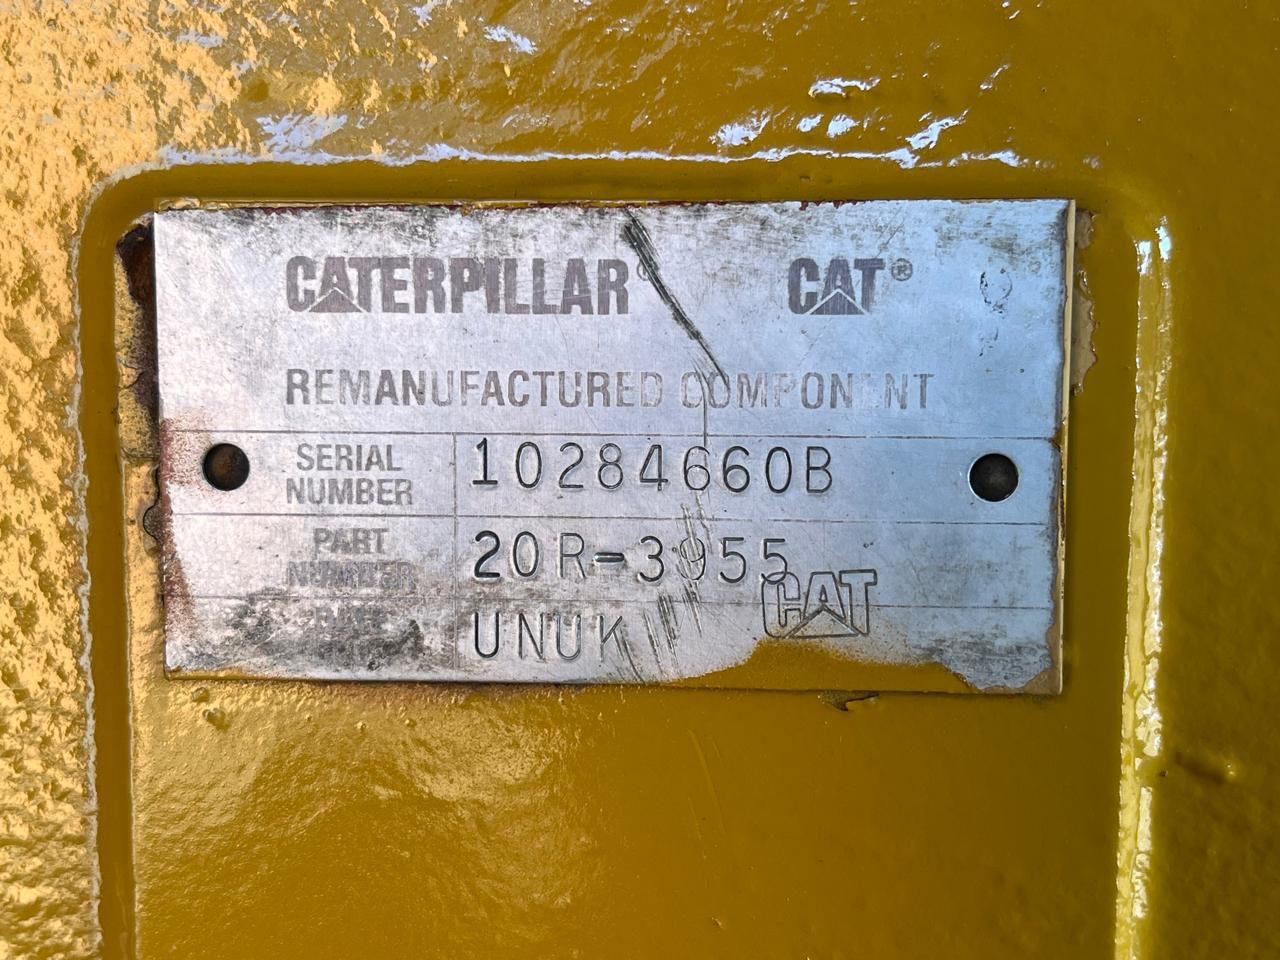 CATERPILLAR® CAT®
REMANUFACTURED COMPONENT
SERIAL NUMBER 10284660B
PART NUMBER 20R-3955
UNUK
CAT